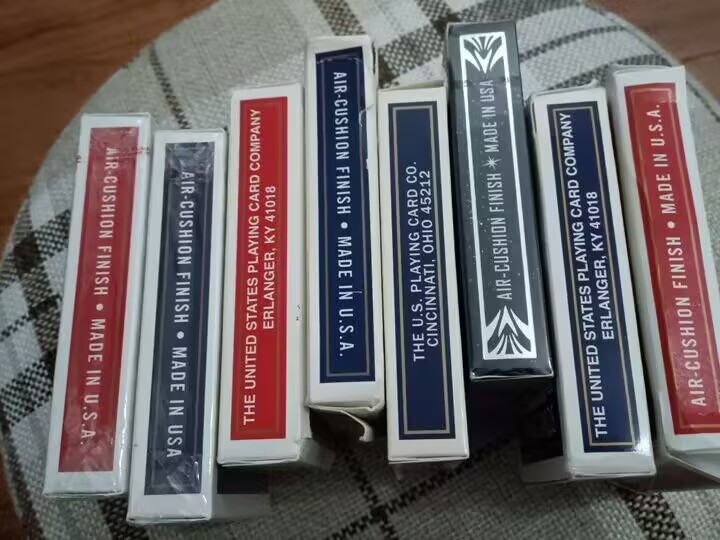 AIR-CUSHION FINISH • MADE IN U.S.A.
AIR-CUSHION FINISH • MADE IN USA
THE UNITED STATES PLAYING CARD COMPANY
ERLANGER, KY 41018
AIR-CUSHION FINISH • MADE IN U.S.A.
THE U.S. PLAYING CARD CO.
CINCINNATI, OHIO 45212
AIR-CUSHION FINISH ✶ MADE IN USA
THE UNITED STATES PLAYING CARD COMPANY
ERLANGER, KY 41018
AIR-CUSHION FINISH • MADE IN U.S.A.